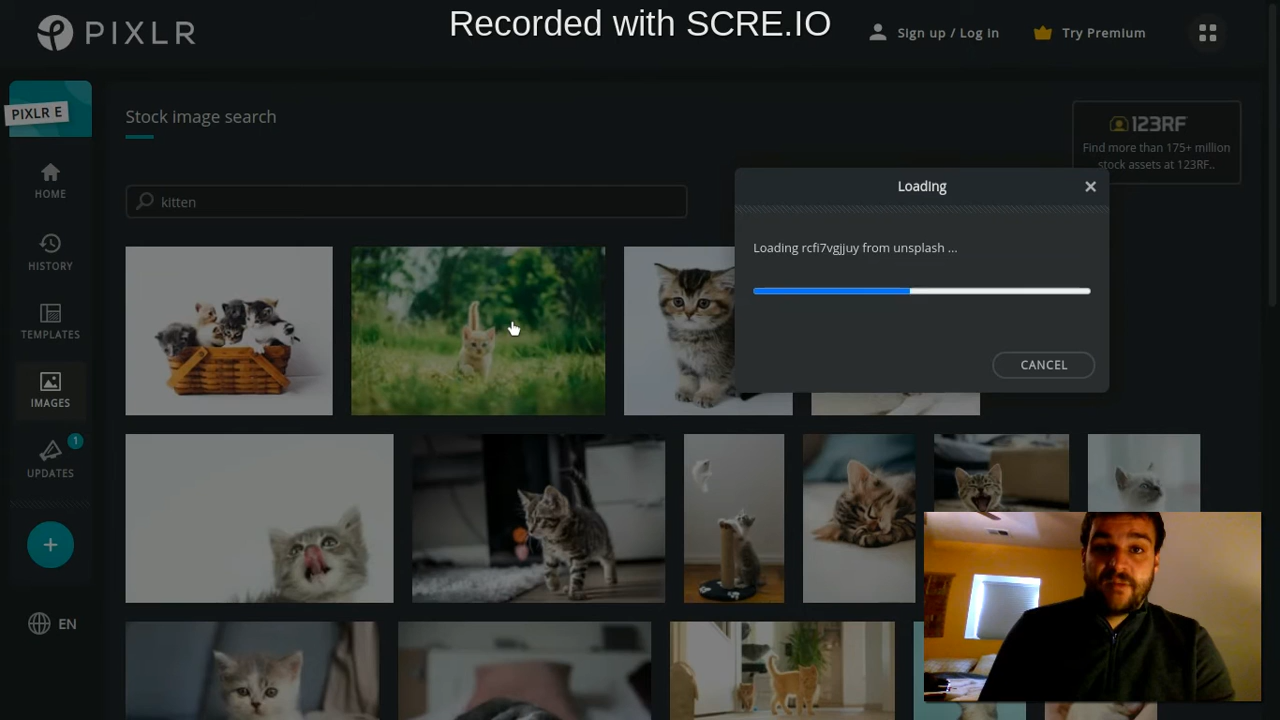 Recorded with SCRE.IO
PIXLR
Sign up / Log in
Try Premium
PIXLR E
Stock image search
123RF
Find more than 175+ million
stock assets at 123RF..
kitten
HOME
HISTORY
TEMPLATES
IMAGES
UPDATES
1
EN
Loading
Loading rcfi7vgjjuy from unsplash ...
CANCEL